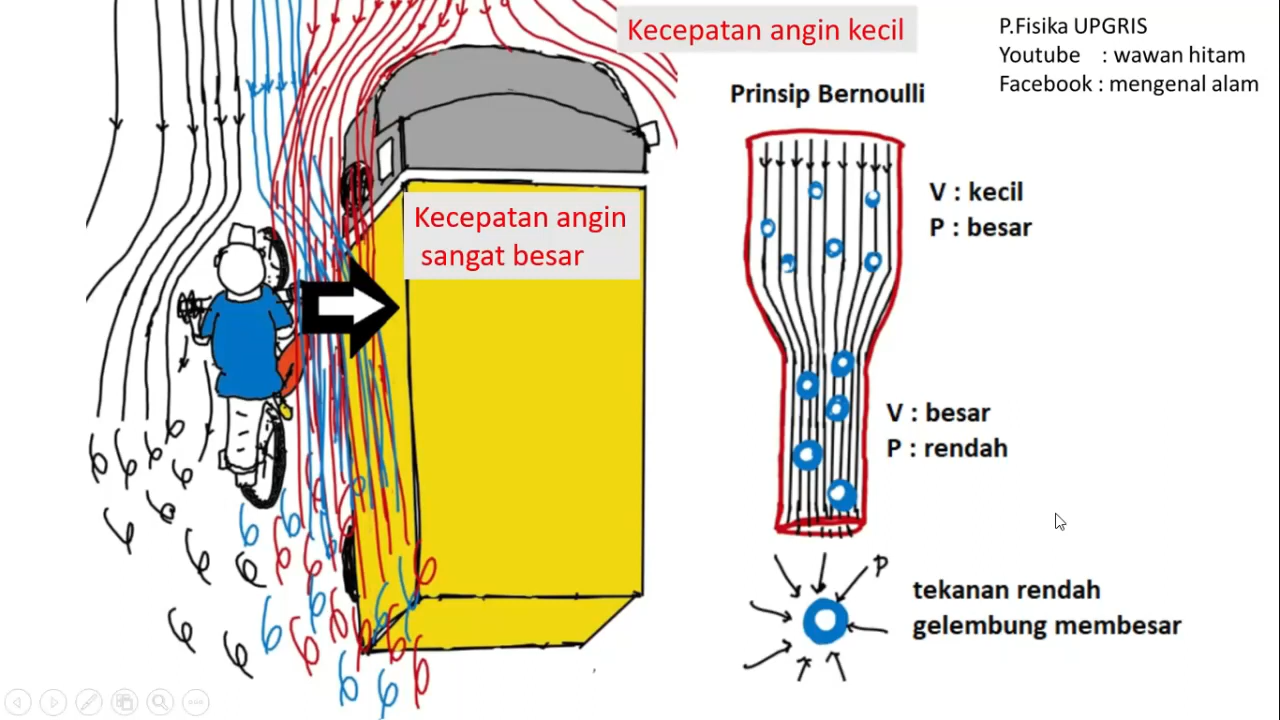 Kecepatan angin kecil
P.Fisika UPGRIS
Youtube : wawan hitam
Facebook : mengenal alam
Prinsip Bernoulli
V : kecil
P : besar
Kecepatan angin
sangat besar
V : besar
P : rendah
P
tekanan rendah
gelembung membesar